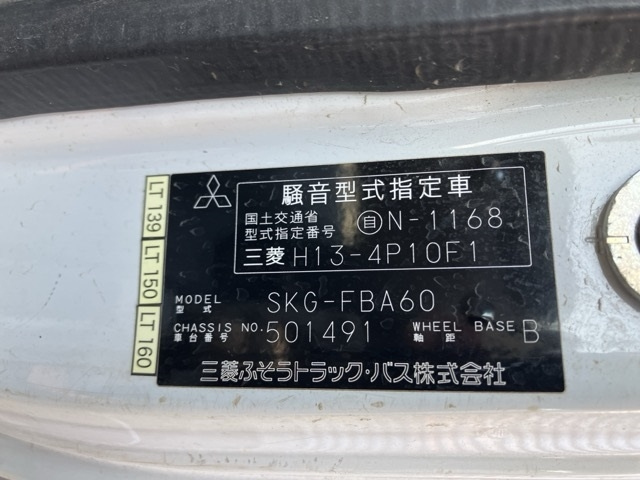 騒音型式指定車
国土交通省
型式指定番号 自N-1168
三菱 H13-4P10F1
MODEL SKG-FBA60
型式
CHASSIS NO. 501491 WHEEL BASE B
車台番号 軸距
三菱ふそうトラック・バス株式会社
LT 139
LT 150
LT 160